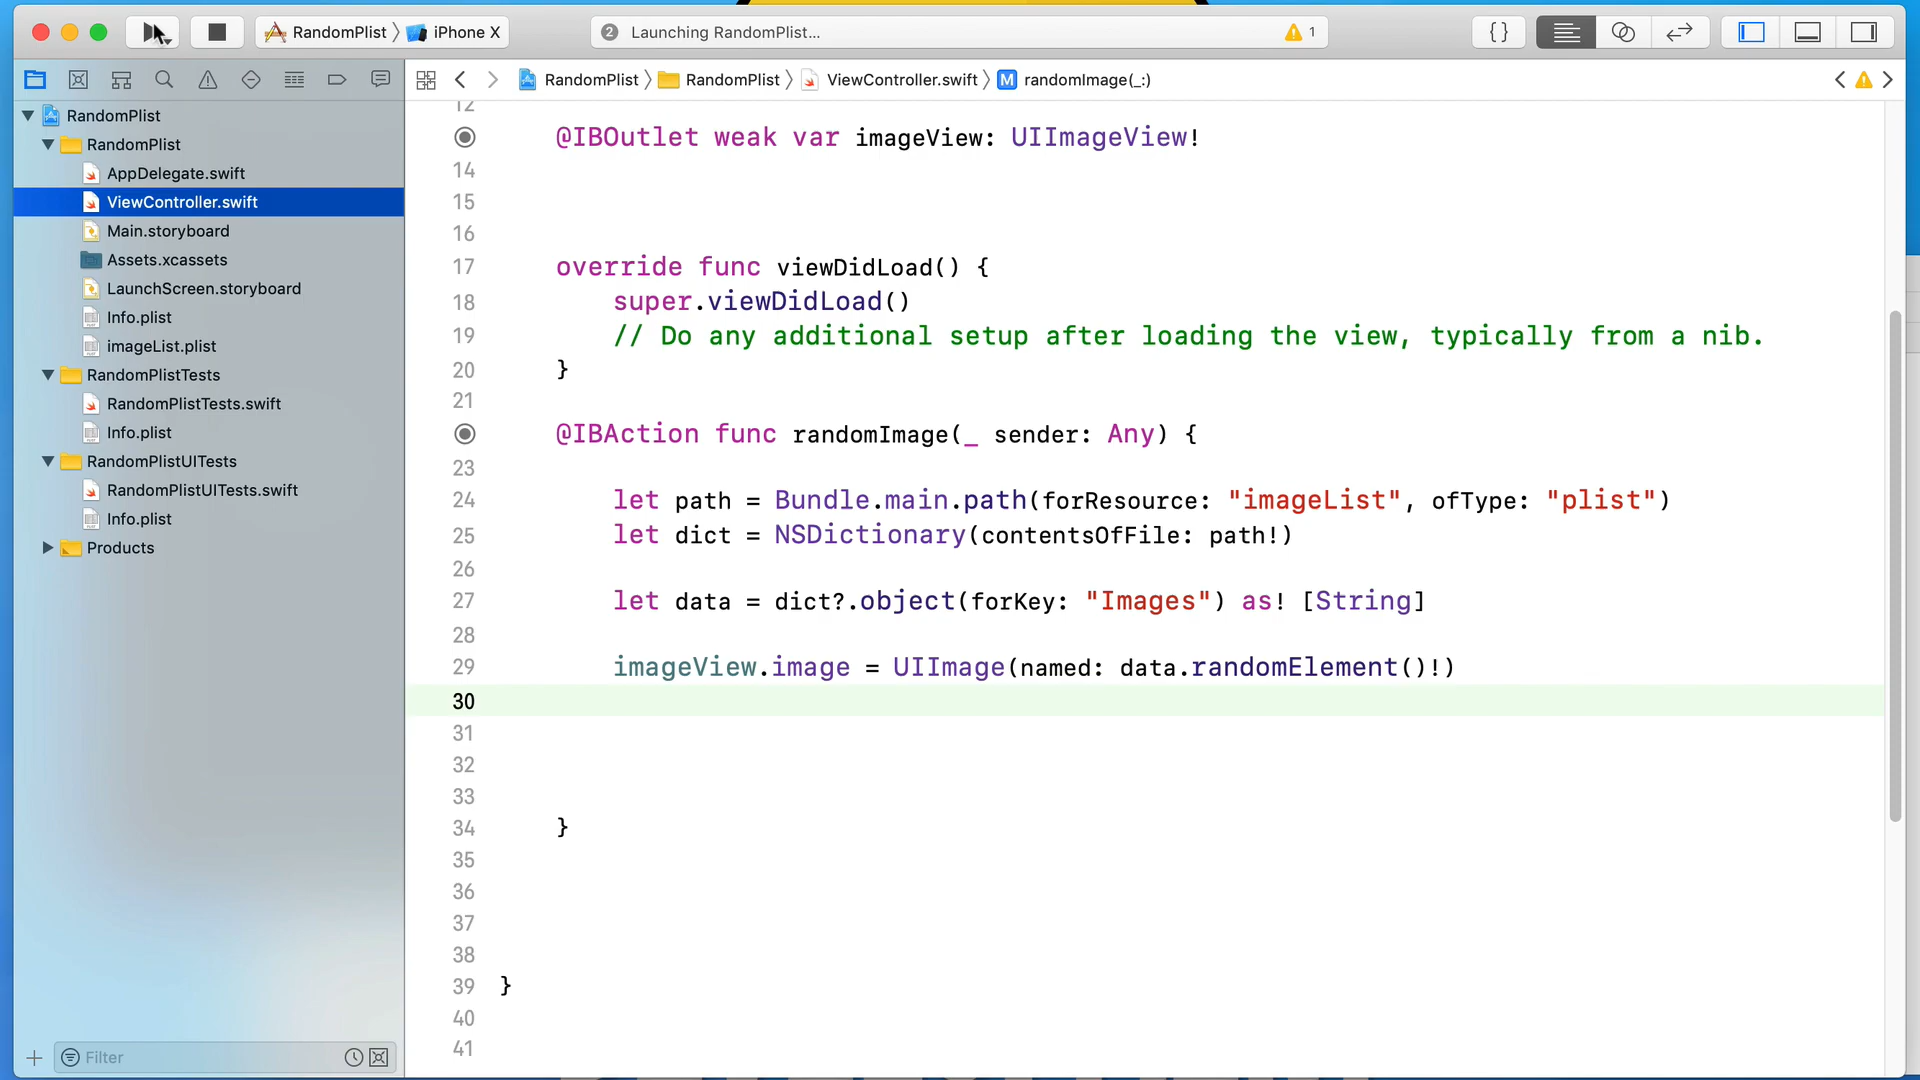 RandomPlist 〉 iPhone X
2 Launching RandomPlist... 1
RandomPlist 〉 RandomPlist 〉 ViewController.swift 〉 M randomImage(_:)
RandomPlist
RandomPlist
AppDelegate.swift
ViewController.swift
Main.storyboard
Assets.xcassets
LaunchScreen.storyboard
Info.plist
imageList.plist
RandomPlistTests
RandomPlistTests.swift
Info.plist
RandomPlistUITests
RandomPlistUITests.swift
Info.plist
Products
Filter
12
@IBOutlet weak var imageView: UIImageView!
14
15
16
17 override func viewDidLoad() {
18 super.viewDidLoad()
19 // Do any additional setup after loading the view, typically from a nib.
20 }
21
@IBAction func randomImage(_ sender: Any) {
23
24 let path = Bundle.main.path(forResource: "imageList", ofType: "plist")
25 let dict = NSDictionary(contentsOfFile: path!)
26
27 let data = dict?.object(forKey: "Images") as! [String]
28
29 imageView.image = UIImage(named: data.randomElement()!)
30
31
32
33
34 }
35
36
37
38
39 }
40
41